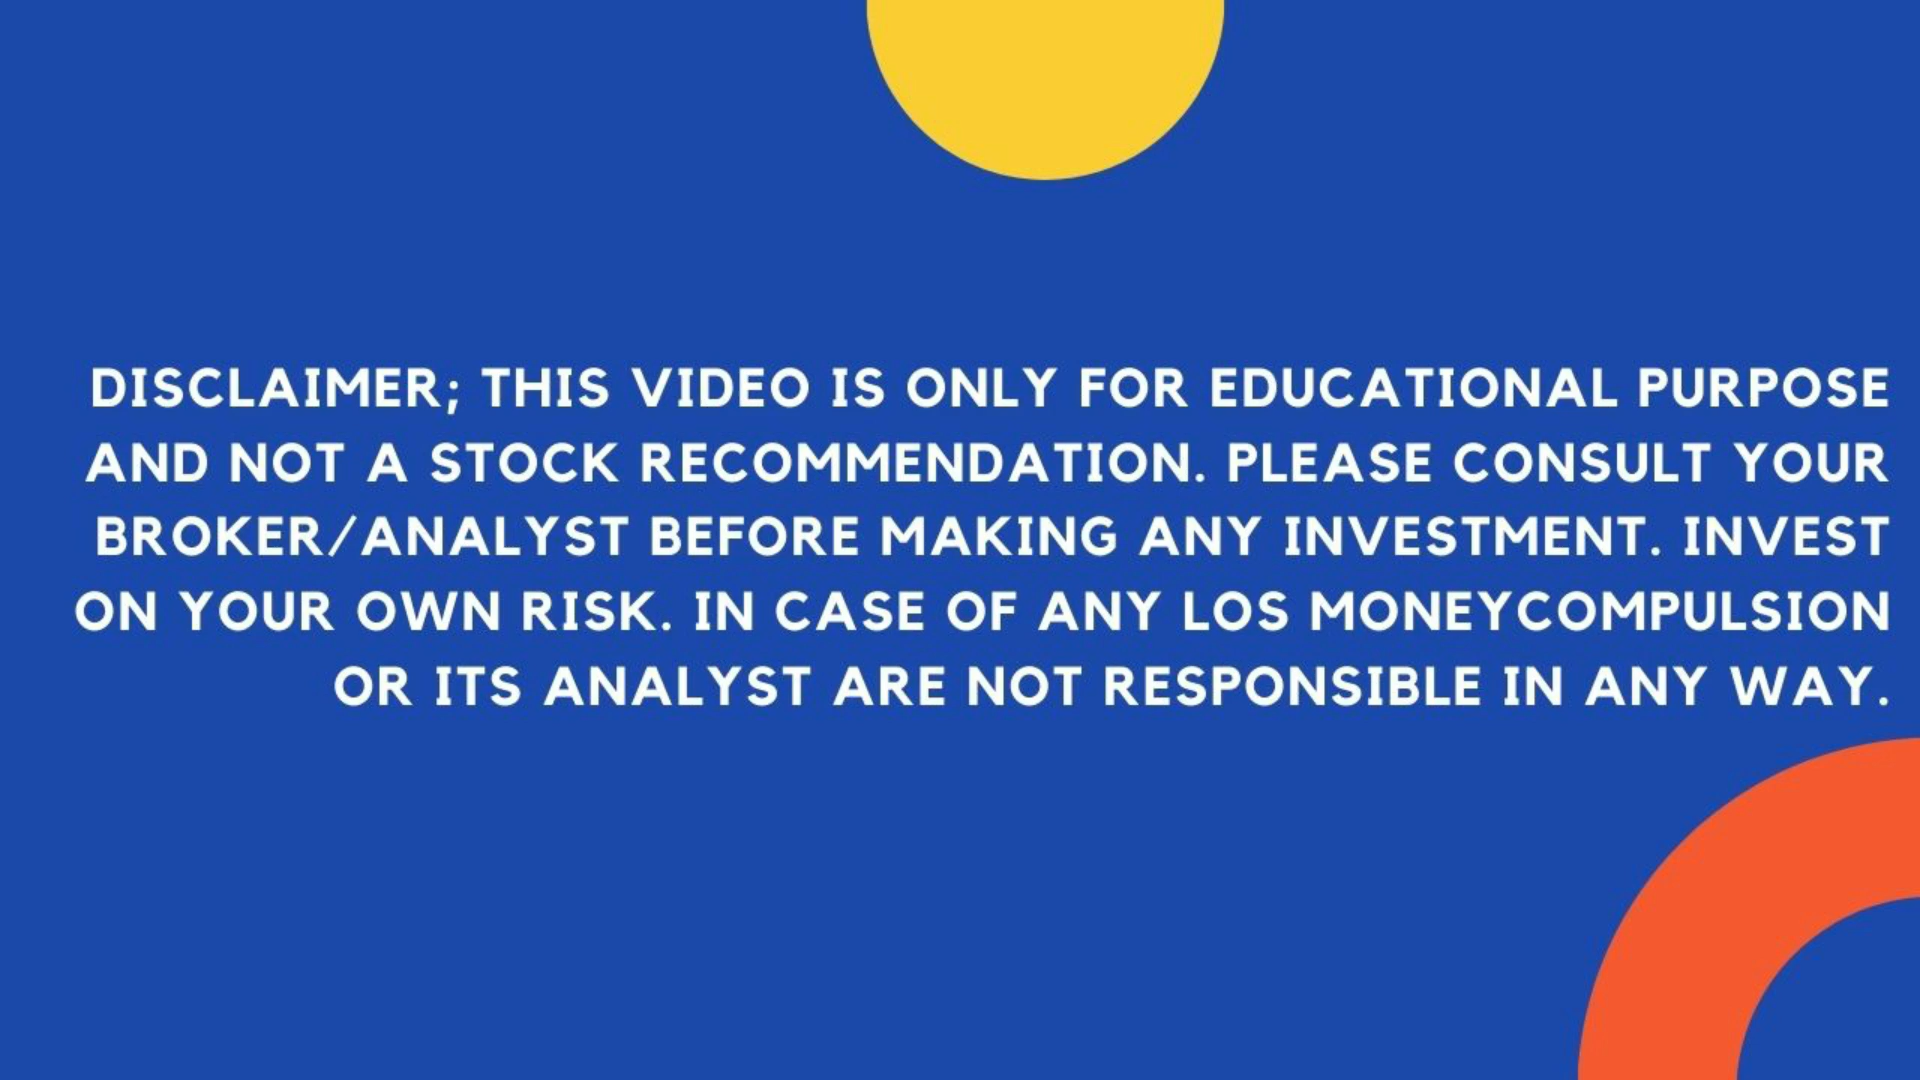 DISCLAIMER; THIS VIDEO IS ONLY FOR EDUCATIONAL PURPOSE
AND NOT A STOCK RECOMMENDATION. PLEASE CONSULT YOUR
BROKER/ANALYST BEFORE MAKING ANY INVESTMENT. INVEST
ON YOUR OWN RISK. IN CASE OF ANY LOS MONEYCOMPULSION
OR ITS ANALYST ARE NOT RESPONSIBLE IN ANY WAY.